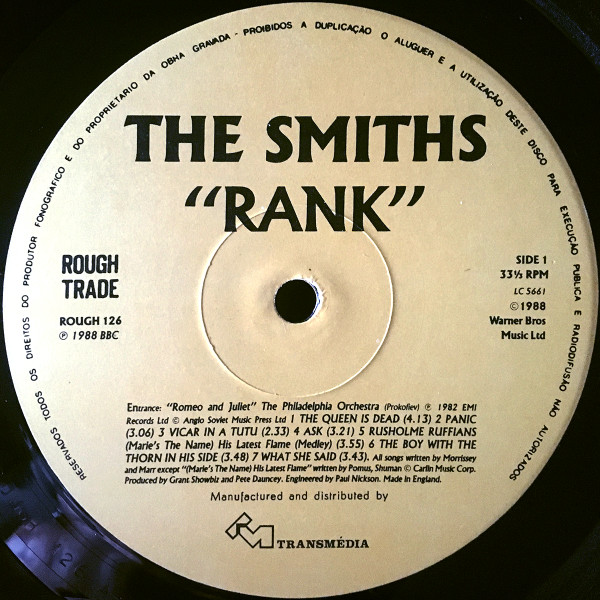 RESERVADOS TODOS OS DIREITOS DO PRODUTOR FONOGRAFICO E DO PROPRIETARIO DA OBRA GRAVADA - PROIBIDOS A DUPLICAÇÃO O ALUGUER E A UTILIZAÇÃO DESTE DISCO PARA EXECUÇÃO PUBLICA E RADIODIFUSÃO NÃO AUTORIZADOS
THE SMITHS
“RANK”
ROUGH
TRADE
ROUGH 126
℗ 1988 BBC
SIDE 1
33⅓ RPM
LC 5661
© 1988
Warner Bros
Music Ltd
Entrance: “Romeo and Juliet” The Philadelphia Orchestra (Prokofiev) ℗ 1982 EMI
Records Ltd © Anglo Soviet Music Press Ltd 1 THE QUEEN IS DEAD (4.13) 2 PANIC
(3.06) 3 VICAR IN A TUTU (2.33) 4 ASK (3.21) 5 RUSHOLME RUFFIANS
(Marie's The Name) His Latest Flame (Medley) (3.55) 6 THE BOY WITH THE
THORN IN HIS SIDE (3.48) 7 WHAT SHE SAID (3.43). All songs written by Morrissey
and Marr except “(Marie's The Name) His Latest Flame” written by Pomus, Shuman © Carlin Music Corp.
Produced by Grant Showbiz and Pete Dauncey. Engineered by Paul Nickson. Made in England.
Manufactured and distributed by
TRANSMÉDIA